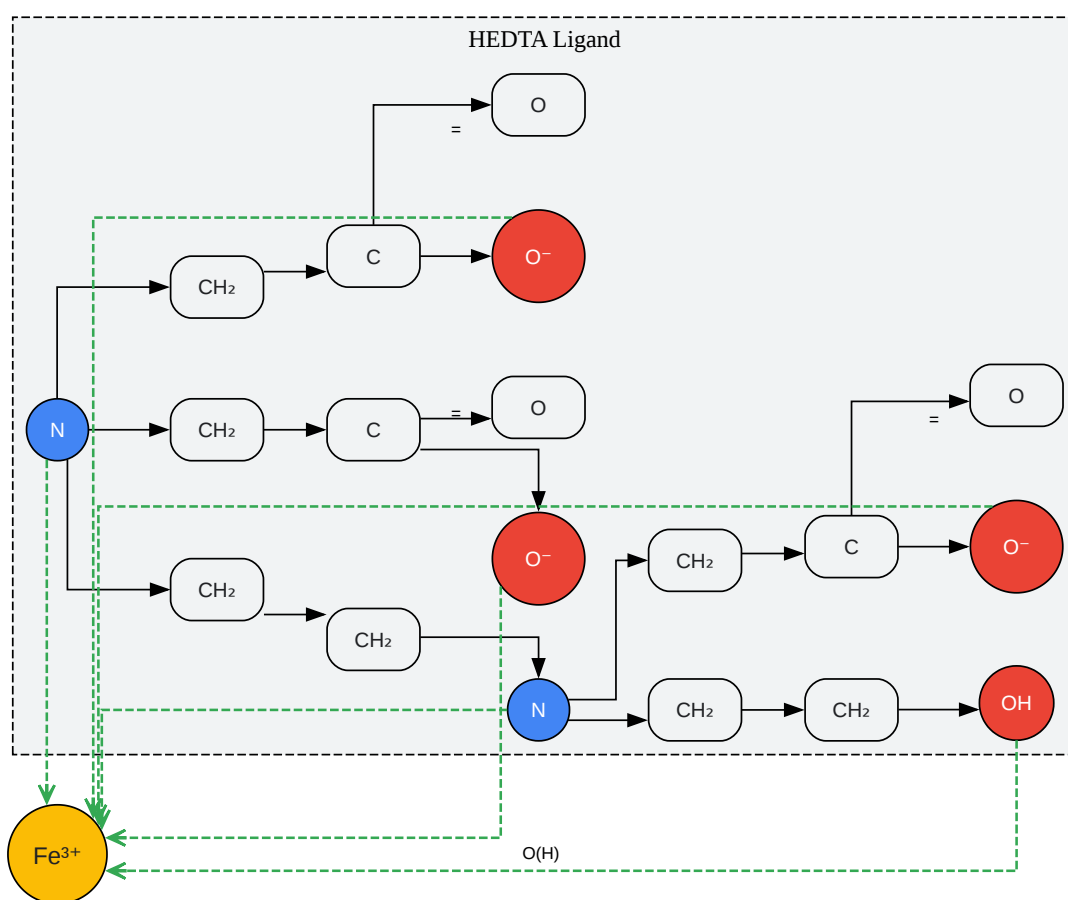 HEDTA Ligand
O
=
O⁻
C
CH₂
O
=
N
CH₂
C
O
=
O⁻
CH₂
C
O⁻
CH₂
CH₂
N
CH₂
CH₂
OH
Fe³⁺
O(H)